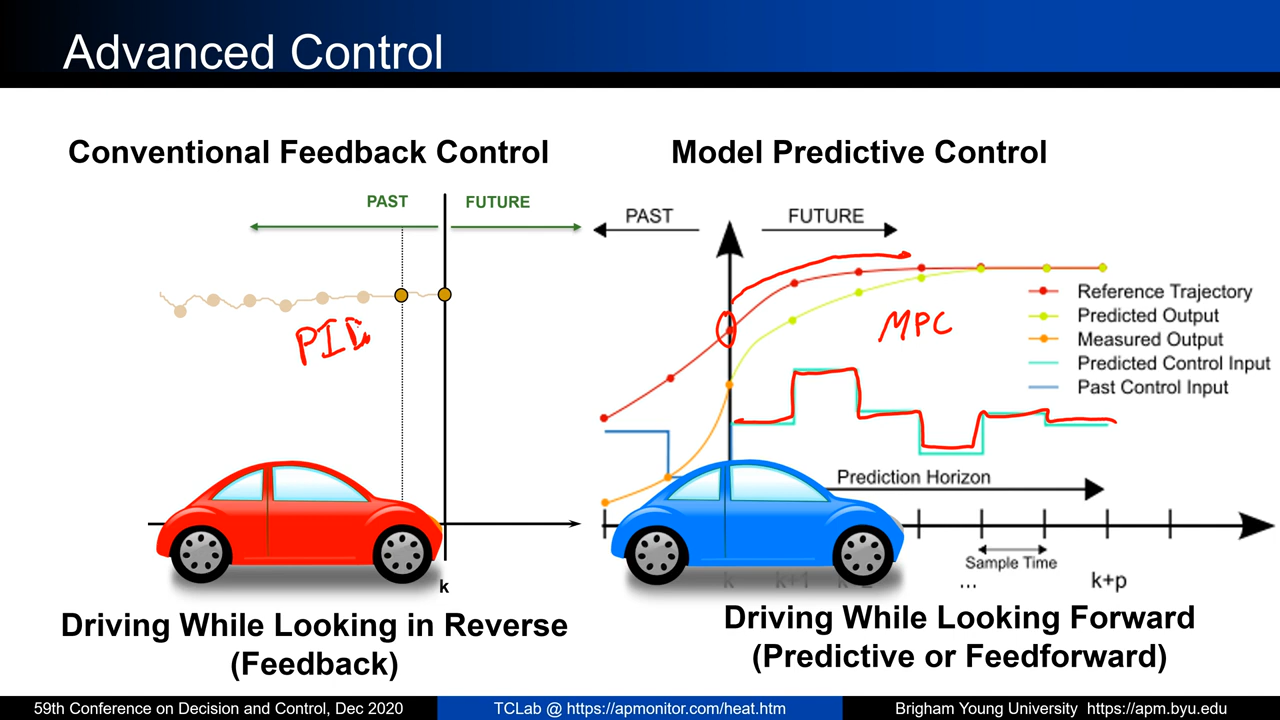 Advanced Control
Conventional Feedback Control
PAST
FUTURE
PID
k
Driving While Looking in Reverse
(Feedback)
Model Predictive Control
PAST
FUTURE
MPC
Reference Trajectory
Predicted Output
Measured Output
Predicted Control Input
Past Control Input
Prediction Horizon
Sample Time
k
k+1
...
k+p
Driving While Looking Forward
(Predictive or Feedforward)
59th Conference on Decision and Control, Dec 2020
TCLab @ https://apmonitor.com/heat.htm
Brigham Young University https://apm.byu.edu